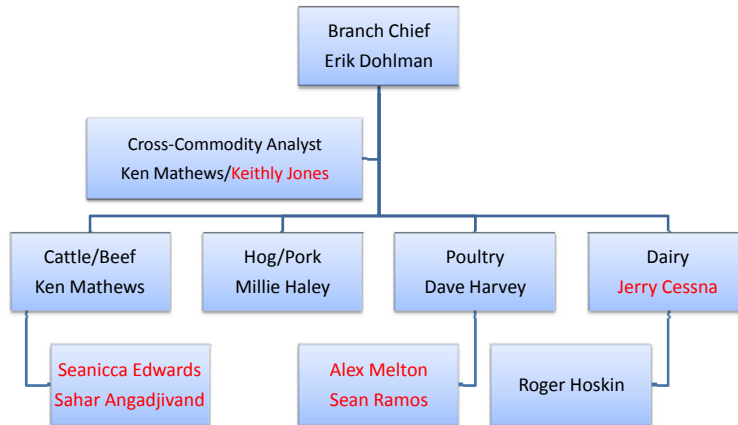 Branch Chief
Erik Dohlman
Cross-Commodity Analyst
Ken Mathews/Keithly Jones
Cattle/Beef
Ken Mathews
Hog/Pork
Millie Haley
Poultry
Dave Harvey
Dairy
Jerry Cessna
Seanicca Edwards
Sahar Angadjivand
Alex Melton
Sean Ramos
Roger Hoskin